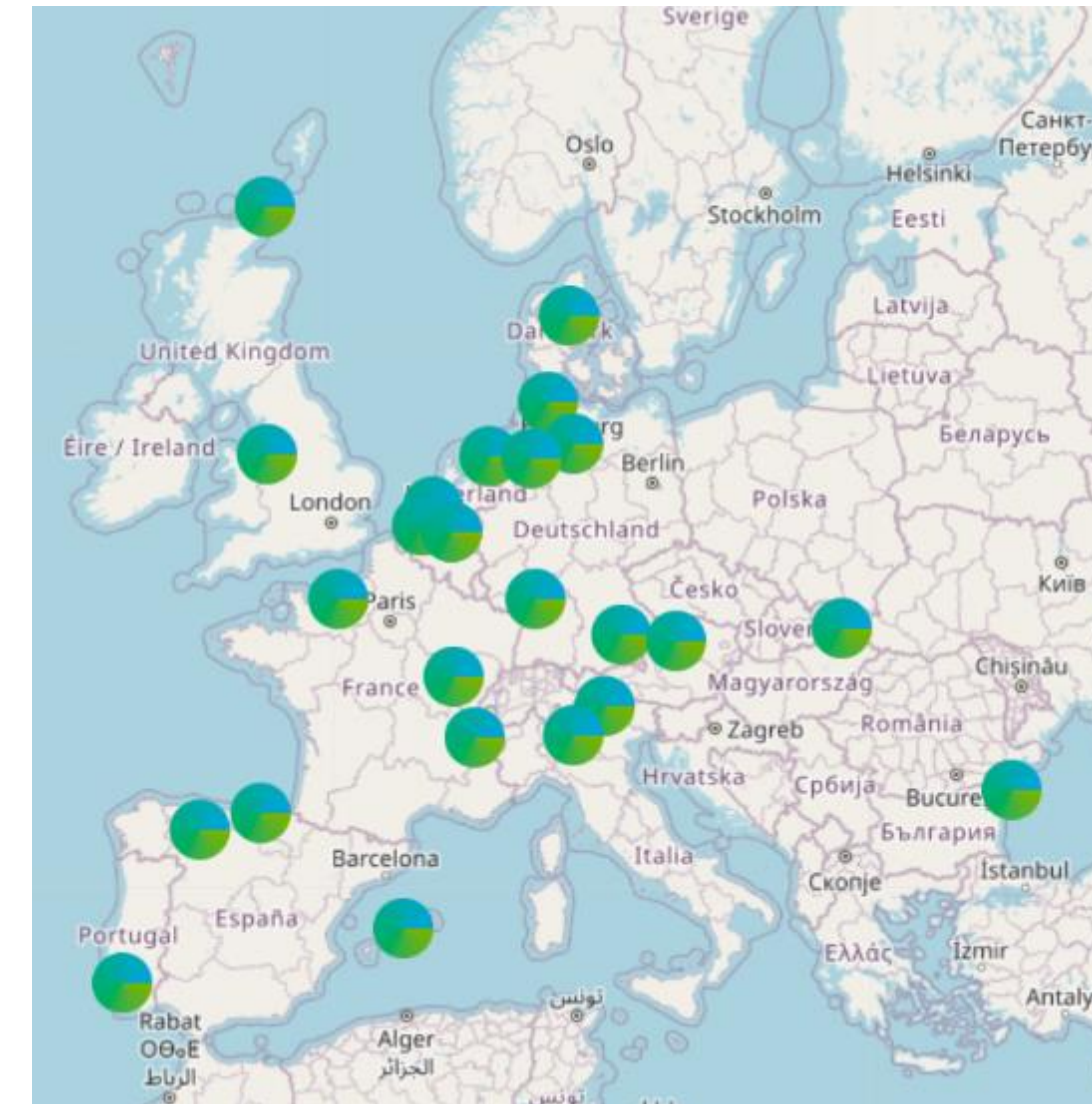 Sverige
Санкт-
Петербу
Oslo
Helsinki
Stockholm
Eesti
Latvija
United Kingdom
Lietuva
Беларусь
Éire / Ireland
Berlin
London
Polska
Deutschland
Київ
Česko
Paris
Chișinău
France
Magyarország
România
Zagreb
Hrvatska
Србија
България
Barcelona
Italia
Скопје
İstanbul
España
Portugal
Ελλάς
İzmir
Antaly
تونس
Rabat
ⵔⴱⴰⵟ
الرباط
Alger
الجزائر